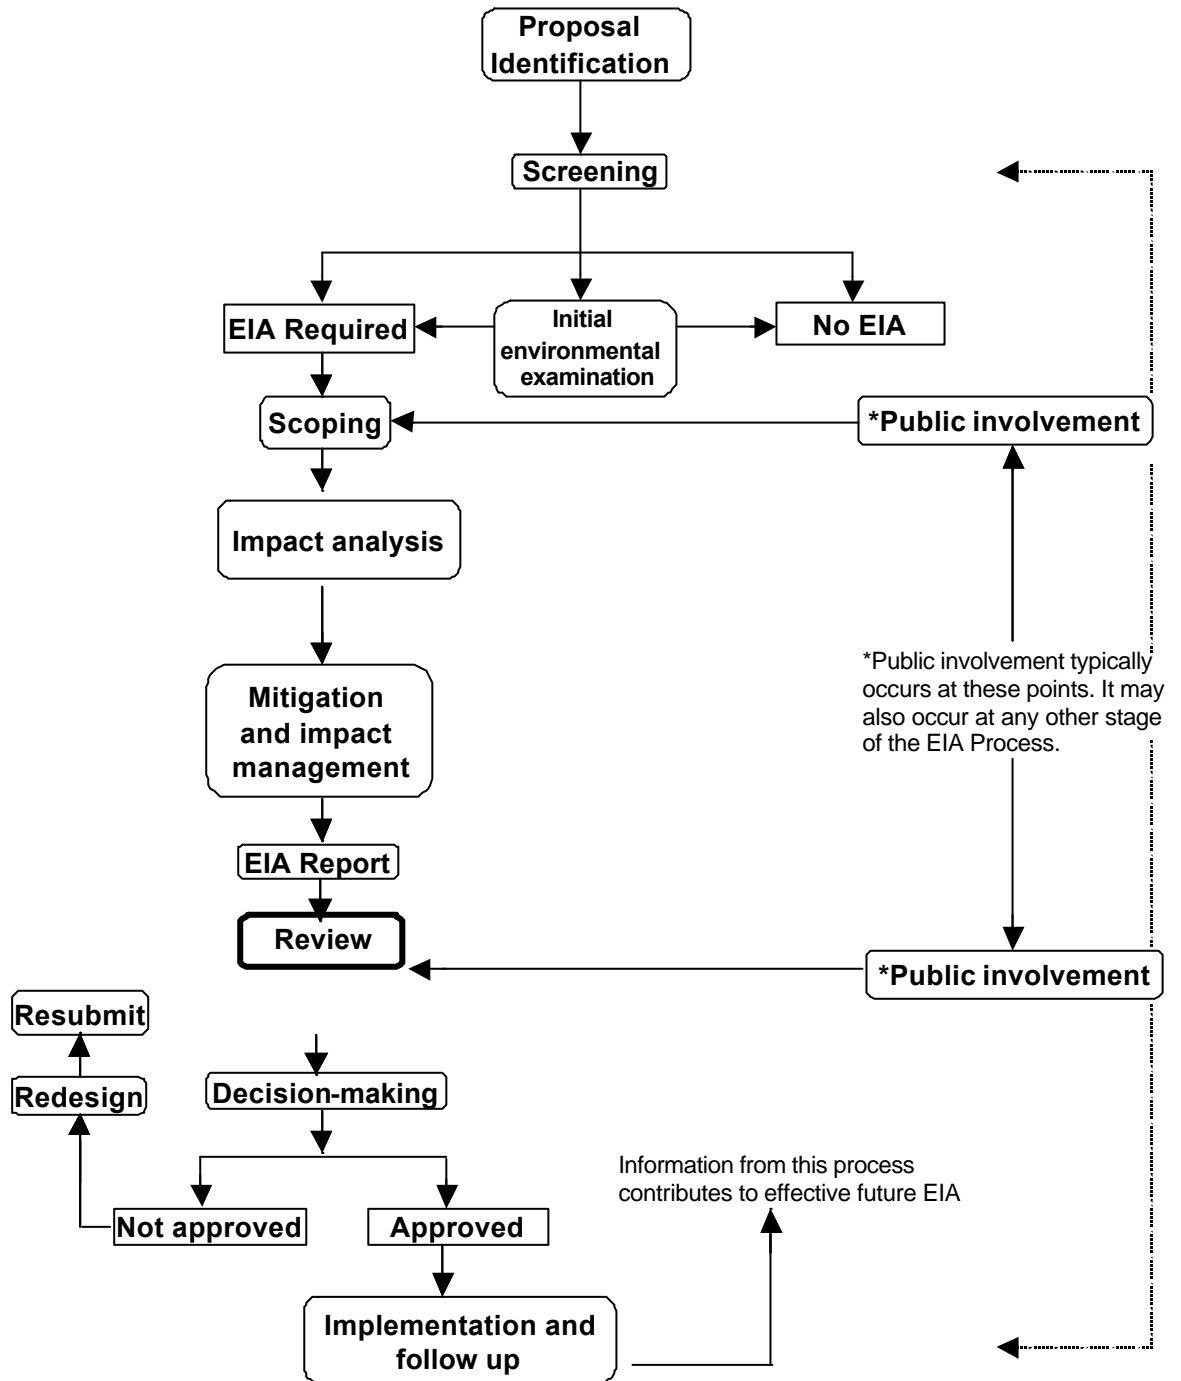 Proposal
Identification
Screening
EIA Required
Initial
environmental
examination
No EIA
Scoping
*Public involvement
Impact analysis
*Public involvement typically
occurs at these points. It may
also occur at any other stage
of the EIA Process.
Mitigation
and impact
management
EIA Report
Review
*Public involvement
Resubmit
Redesign
Decision-making
Information from this process
contributes to effective future EIA
Not approved
Approved
Implementation and
follow up